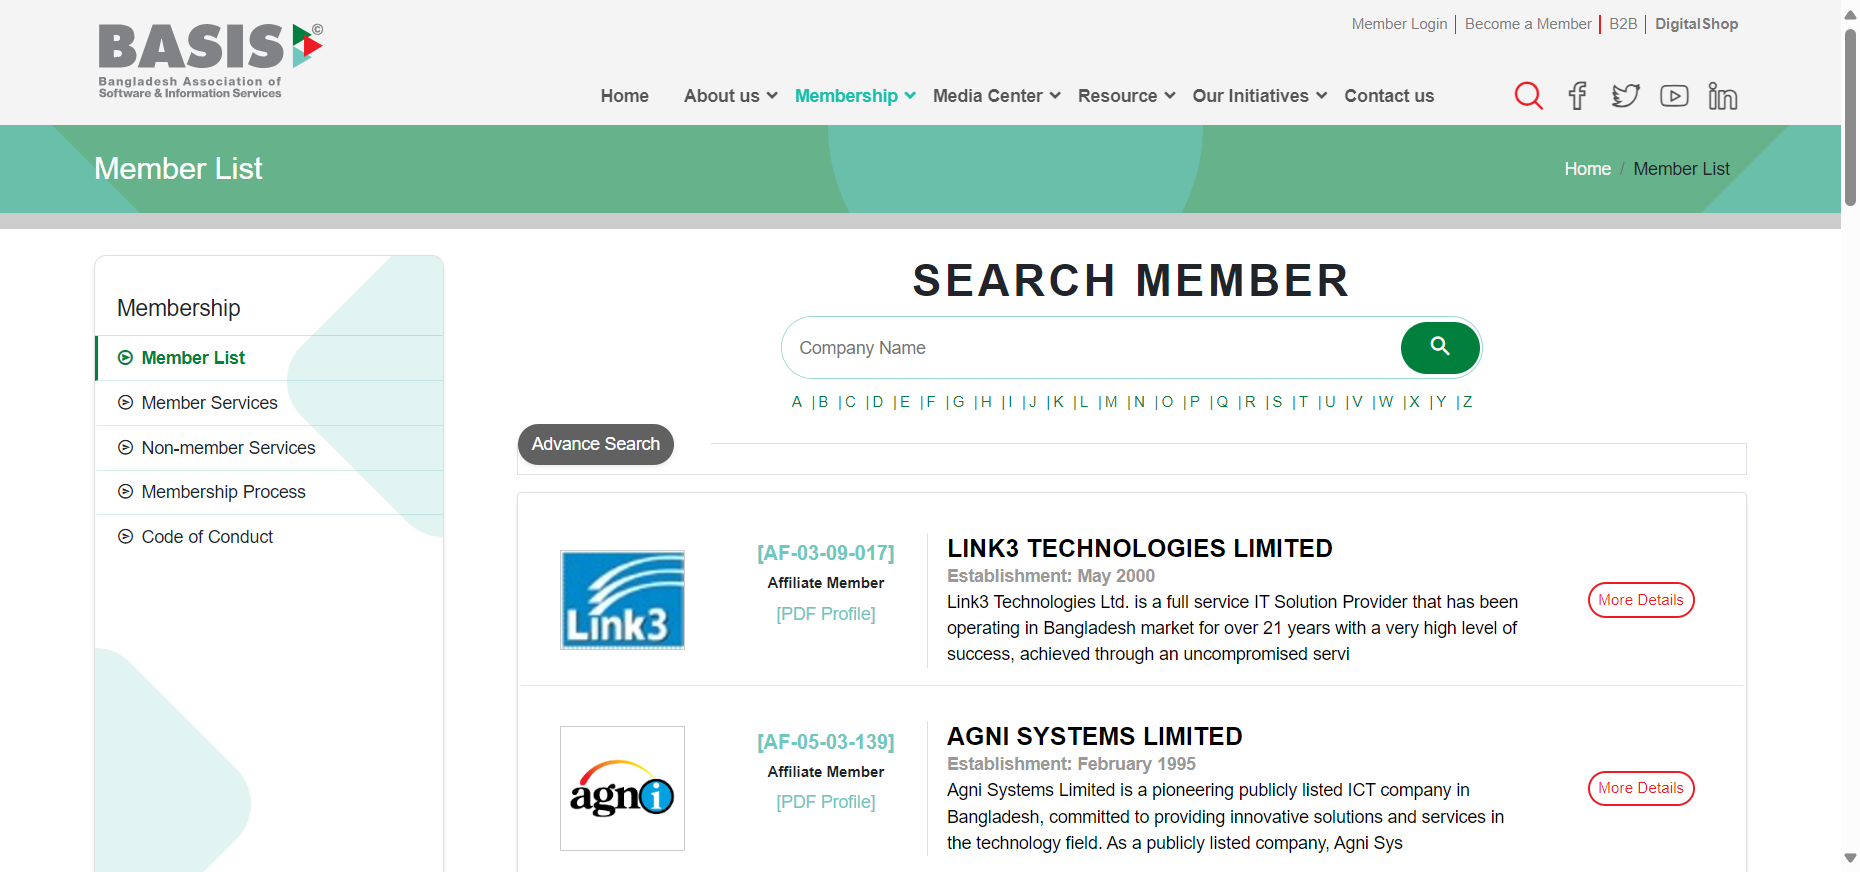 BASIS ©
Bangladesh Association of
Software & Information Services
Member Login | Become a Member | B2B | DigitalShop
Home About us Membership Media Center Resource Our Initiatives Contact us
Member List
Home / Member List
Membership
Member List
Member Services
Non-member Services
Membership Process
Code of Conduct
SEARCH MEMBER
Company Name
A |B |C |D |E |F |G |H |I |J |K |L |M |N |O |P |Q |R |S |T |U |V |W |X |Y |Z
Advance Search
Link3
[AF-03-09-017]
Affiliate Member
[PDF Profile]
LINK3 TECHNOLOGIES LIMITED
Establishment: May 2000
Link3 Technologies Ltd. is a full service IT Solution Provider that has been
operating in Bangladesh market for over 21 years with a very high level of
success, achieved through an uncompromised servi
More Details
agni
[AF-05-03-139]
Affiliate Member
[PDF Profile]
AGNI SYSTEMS LIMITED
Establishment: February 1995
Agni Systems Limited is a pioneering publicly listed ICT company in
Bangladesh, committed to providing innovative solutions and services in
the technology field. As a publicly listed company, Agni Sys
More Details